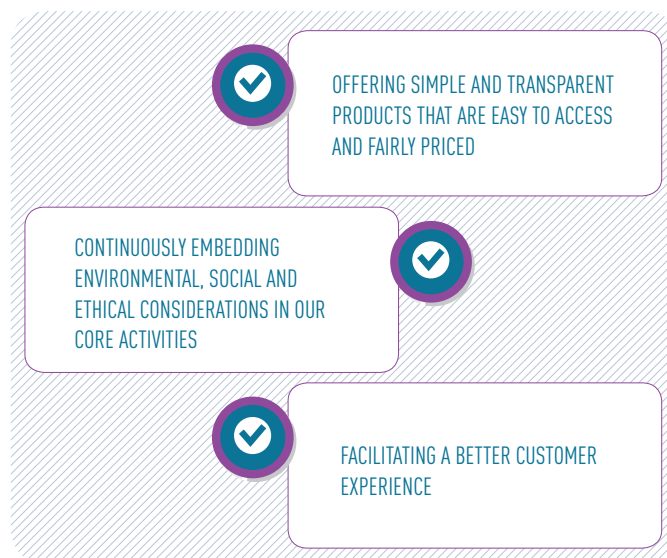 OFFERING SIMPLE AND TRANSPARENT
PRODUCTS THAT ARE EASY TO ACCESS
AND FAIRLY PRICED
CONTINUOUSLY EMBEDDING
ENVIRONMENTAL, SOCIAL AND
ETHICAL CONSIDERATIONS IN OUR
CORE ACTIVITIES
FACILITATING A BETTER CUSTOMER
EXPERIENCE